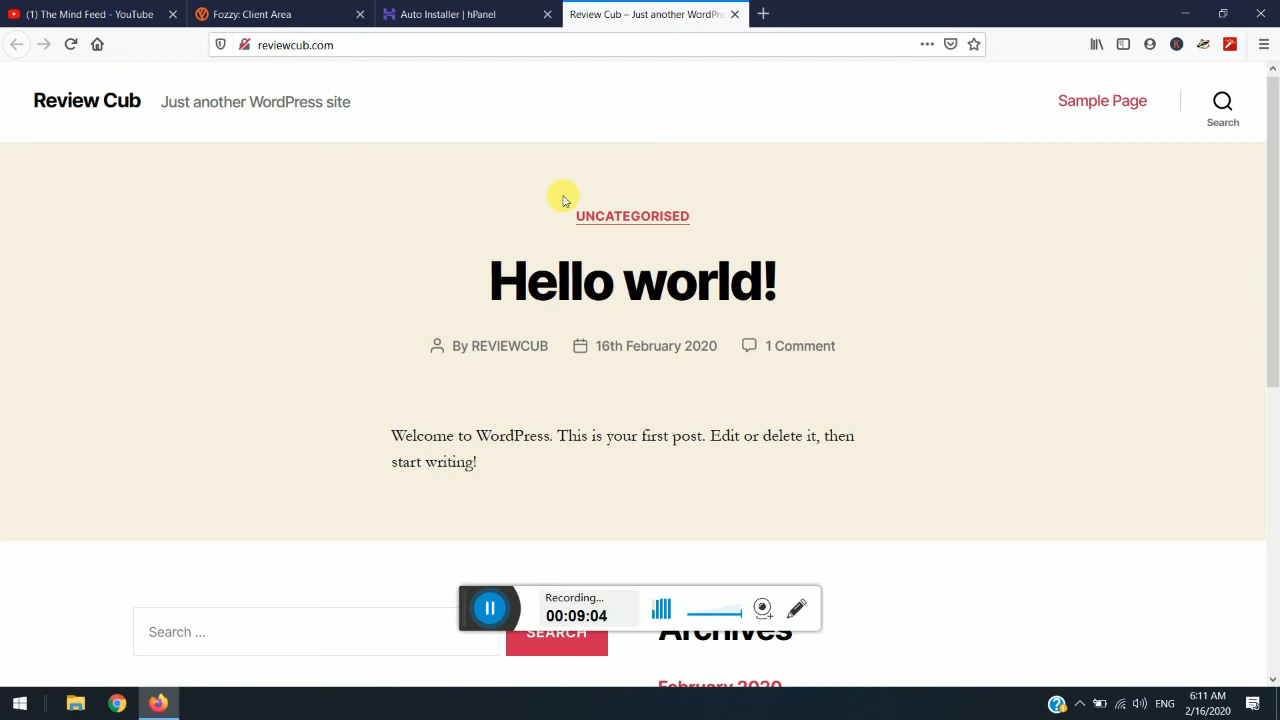 (1) The Mind Feed - YouTube
Fozzy: Client Area
Auto Installer | hPanel
Review Cub – Just another WordPre
reviewcub.com
Review Cub
Just another WordPress site
Sample Page
Search
UNCATEGORISED
Hello world!
By REVIEWCUB
16th February 2020
1 Comment
Welcome to WordPress. This is your first post. Edit or delete it, then
start writing!
Recording...
00:09:04
Search …
SEARCH
Archives
February 2020
ENG
6:11 AM
2/16/2020